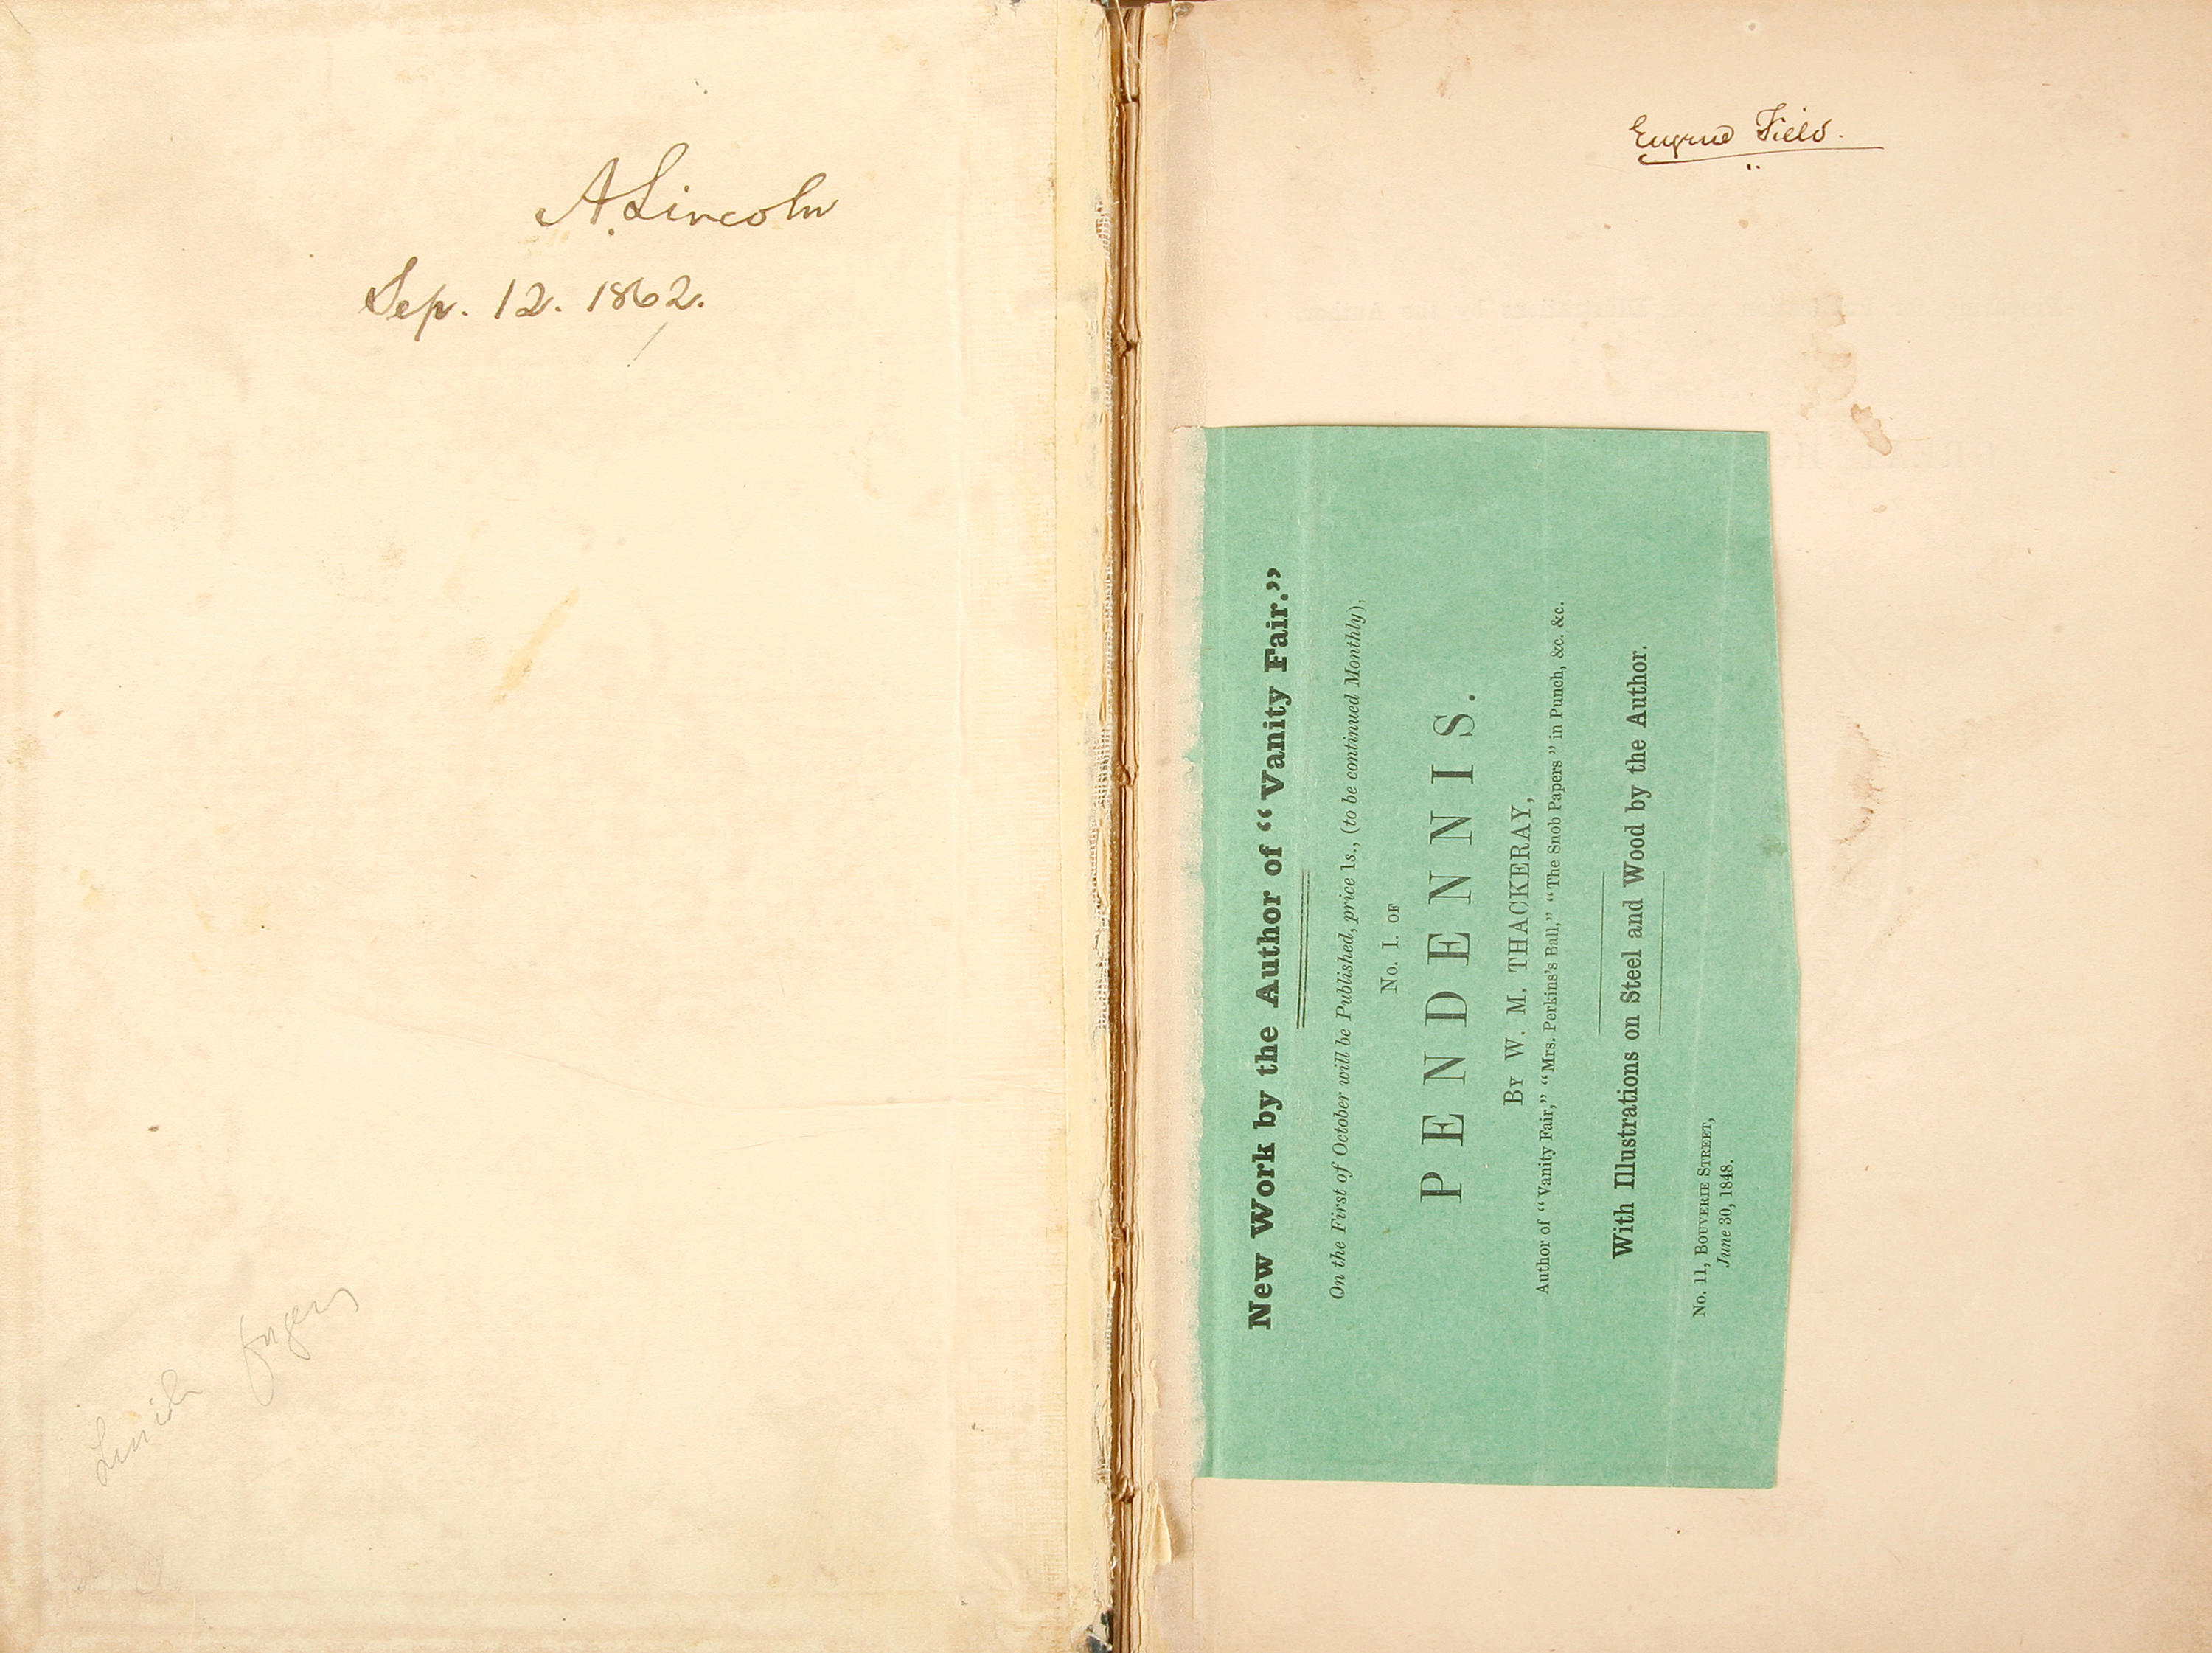 A. Lincoln
Sep. 12. 1862.
Eugene Field.
New Work by the Author of “Vanity Fair.”
On the First of October will be Published, price 1s., (to be continued Monthly),
No. I. OF
PENDENNIS.
BY W. M. THACKERAY,
Author of “Vanity Fair,” “Mrs. Perkins's Ball,” “The Snob Papers” in Punch, &c. &c.
With Illustrations on Steel and Wood by the Author.
No. 11, BOUVERIE STREET,
June 30, 1848.